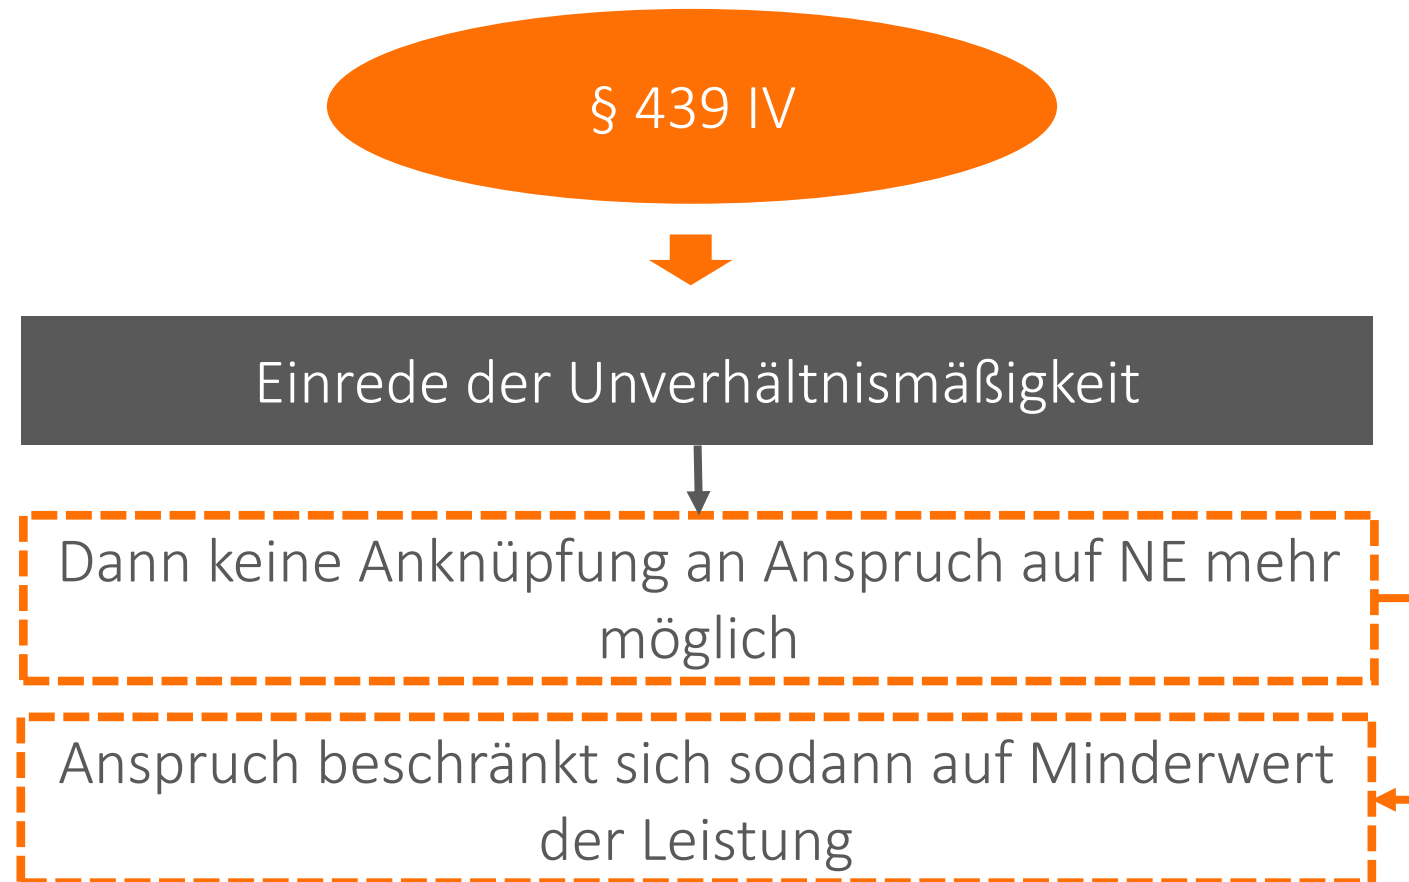 § 439 IV
Einrede der Unverhältnismäßigkeit
Dann keine Anknüpfung an Anspruch auf NE mehr
möglich
Anspruch beschränkt sich sodann auf Minderwert
der Leistung